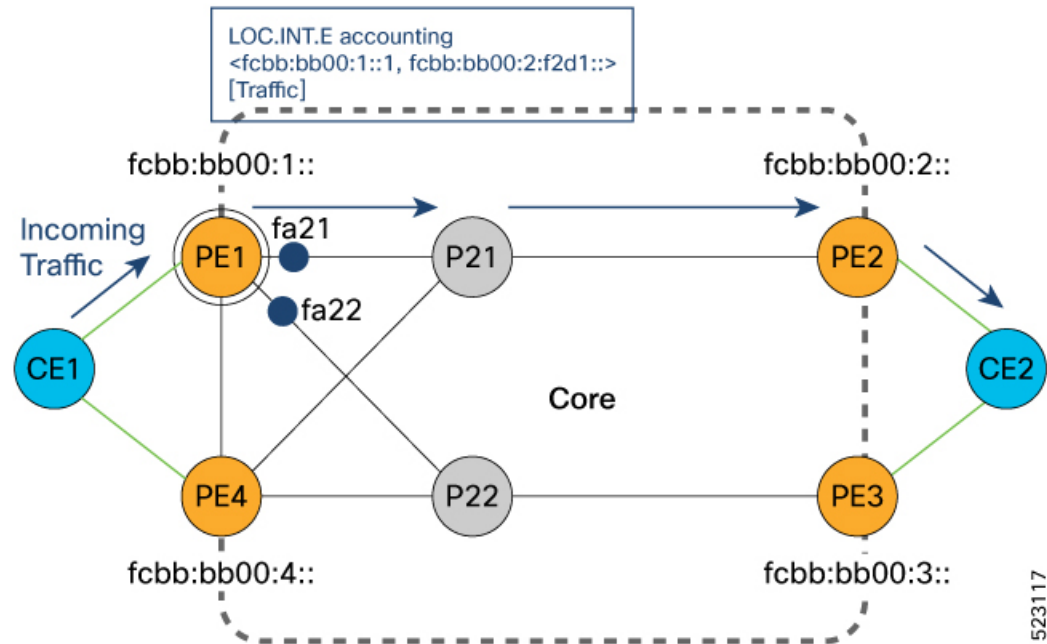 LOC.INT.E accounting
<fcbb:bb00:1::1, fcbb:bb00:2:f2d1::>
[Traffic]
fcbb:bb00:1::
fcbb:bb00:2::
Incoming
Traffic
PE1
fa21
P21
PE2
fa22
CE1
CE2
Core
PE4
P22
PE3
fcbb:bb00:4::
fcbb:bb00:3::
523117